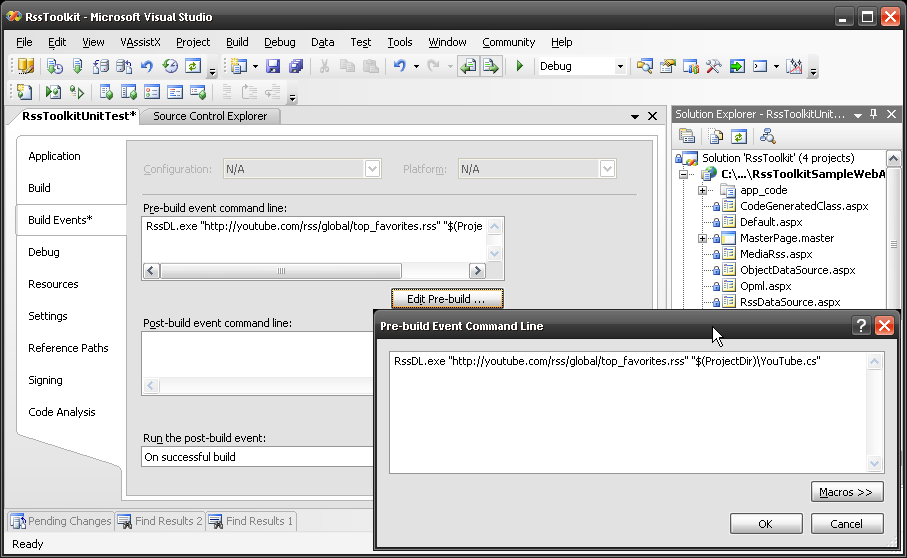 RssToolkit - Microsoft Visual Studio
File Edit View VAssistX Project Build Debug Data Test Tools Window Community Help
Debug
RssToolkitUnitTest* Source Control Explorer
Application
Build
Build Events*
Debug
Resources
Settings
Reference Paths
Signing
Code Analysis
Configuration: N/A Platform: N/A
Pre-build event command line:
RssDL.exe "http://youtube.com/rss/global/top_favorites.rss" "$(Proje
Edit Pre-build ...
Post-build event command line:
Run the post-build event:
On successful build
Solution Explorer - RssToolkitUnit...
Solution 'RssToolkit' (4 projects)
C:\...\RssToolkitSampleWebA
app_code
CodeGeneratedClass.aspx
Default.aspx
MasterPage.master
MediaRss.aspx
ObjectDataSource.aspx
Opml.aspx
RssDataSource.aspx
Pre-build Event Command Line
?
RssDL.exe "http://youtube.com/rss/global/top_favorites.rss" "$(ProjectDir)\YouTube.cs"
Macros >>
OK Cancel
Pending Changes Find Results 2 Find Results 1
Ready